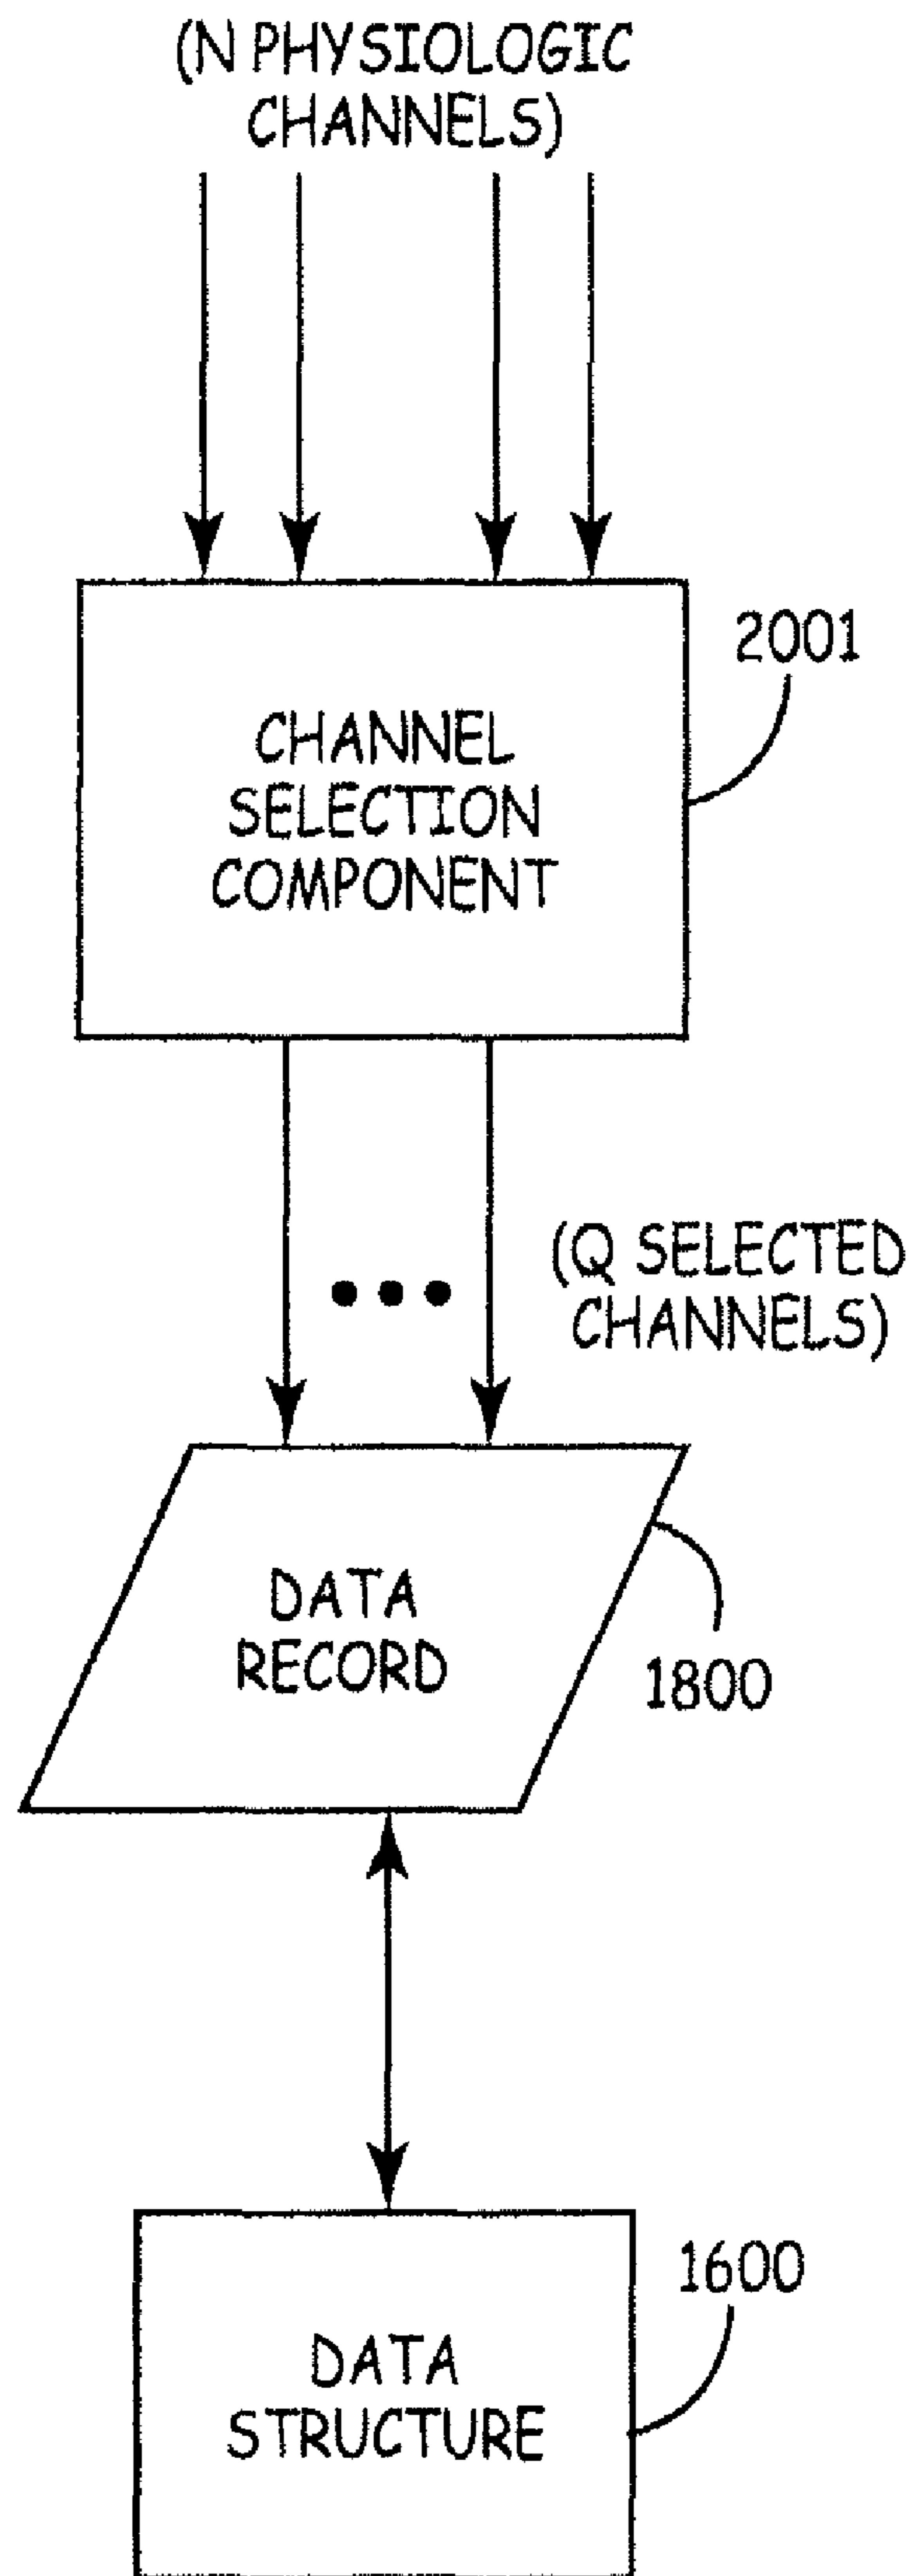 (N PHYSIOLOGIC
CHANNELS)
2001
CHANNEL
SELECTION
COMPONENT
(Q SELECTED
CHANNELS)
DATA
RECORD
1800
1600
DATA
STRUCTURE